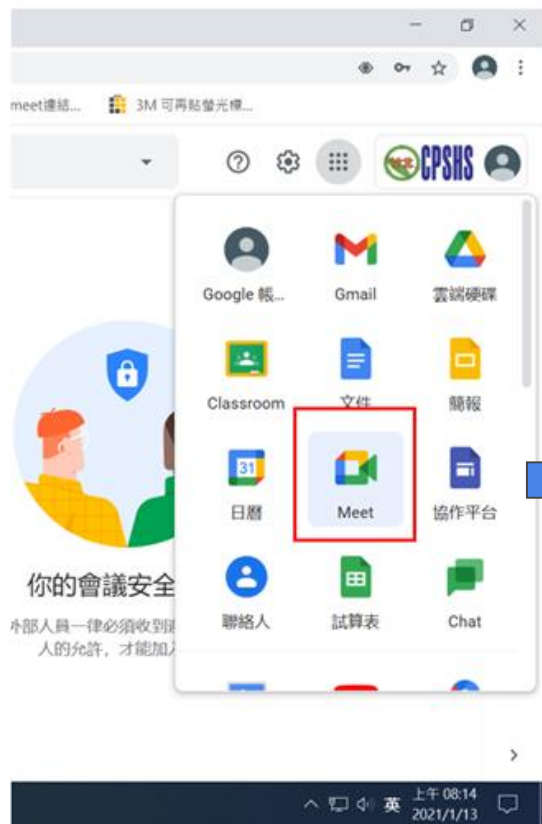 meet連結...
3M 可再貼螢光標...
CPSHS
Google 帳...
Gmail
雲端硬碟
Classroom
文件
簡報
31
日曆
Meet
協作平台
聯絡人
試算表
Chat
你的會議安全
外部人員一律必須收到
人的允許，才能加入
英
上午 08:14
2021/1/13